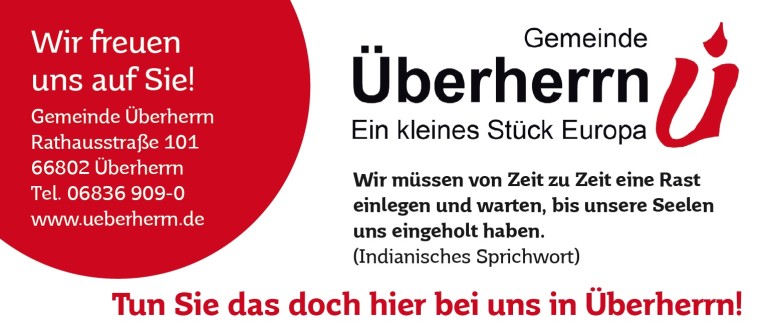 Wir freuen
uns auf Sie!
Gemeinde Überherrn
Rathausstraße 101
66802 Überherrn
Tel. 06836 909-0
www.ueberherrn.de
Gemeinde
Überherrn
Ein kleines Stück Europa
Ü
Wir müssen von Zeit zu Zeit eine Rast
einlegen und warten, bis unsere Seelen
uns eingeholt haben.
(Indianisches Sprichwort)
Tun Sie das doch hier bei uns in Überherrn!